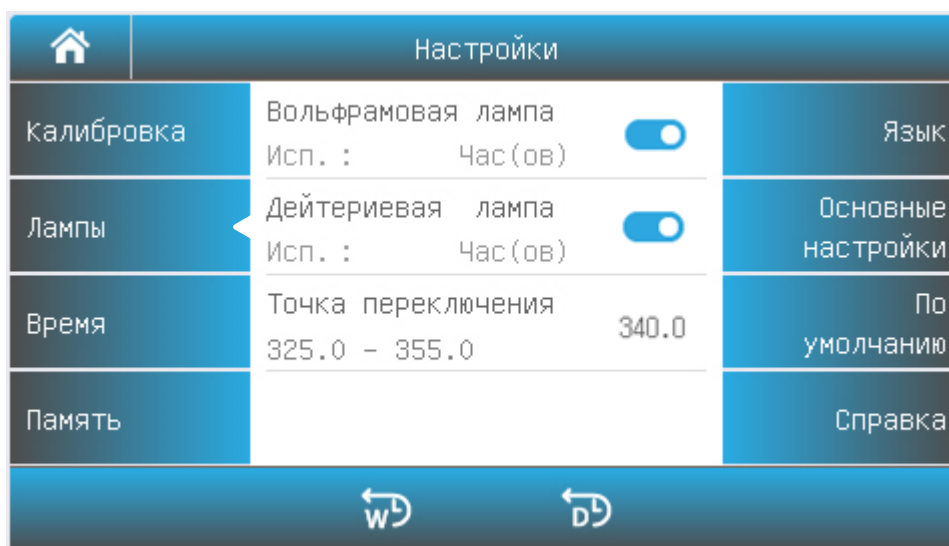 Настройки
Калибровка
Лампы
Время
Память
Вольфрамовая лампа
Исп.: Час(ов)
Дейтериевая лампа
Исп.: Час(ов)
Точка переключения
325.0 - 355.0
340.0
Язык
Основные
настройки
По
умолчанию
Справка
W
D